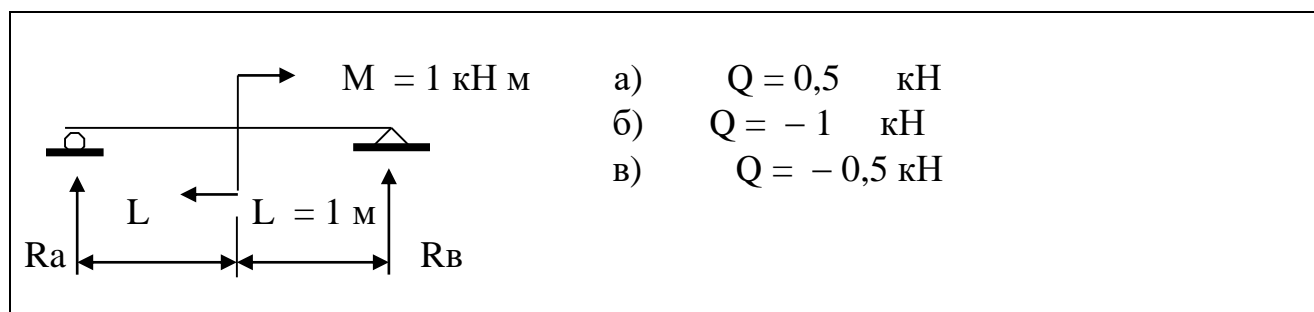 M = 1 кН м
а) Q = 0,5 кН
б) Q = – 1 кН
в) Q = – 0,5 кН
L L = 1 м
Ra Rв